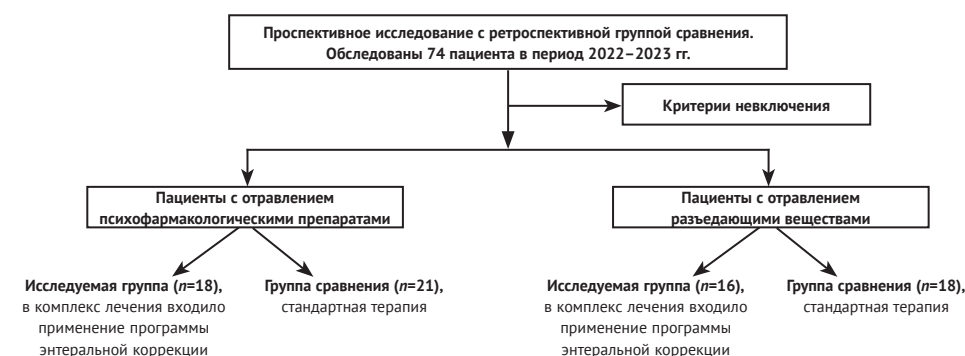 Проспективное исследование с ретроспективной группой сравнения.
Обследованы 74 пациента в период 2022–2023 гг.
Критерии невключения
Пациенты с отравлением
психофармакологическими препаратами
Пациенты с отравлением
разъедающими веществами
Исследуемая группа (n=18),
в комплекс лечения входило
применение программы
энтеральной коррекции
Группа сравнения (n=21),
стандартная терапия
Исследуемая группа (n=16),
в комплекс лечения входило
применение программы
энтеральной коррекции
Группа сравнения (n=18),
стандартная терапия